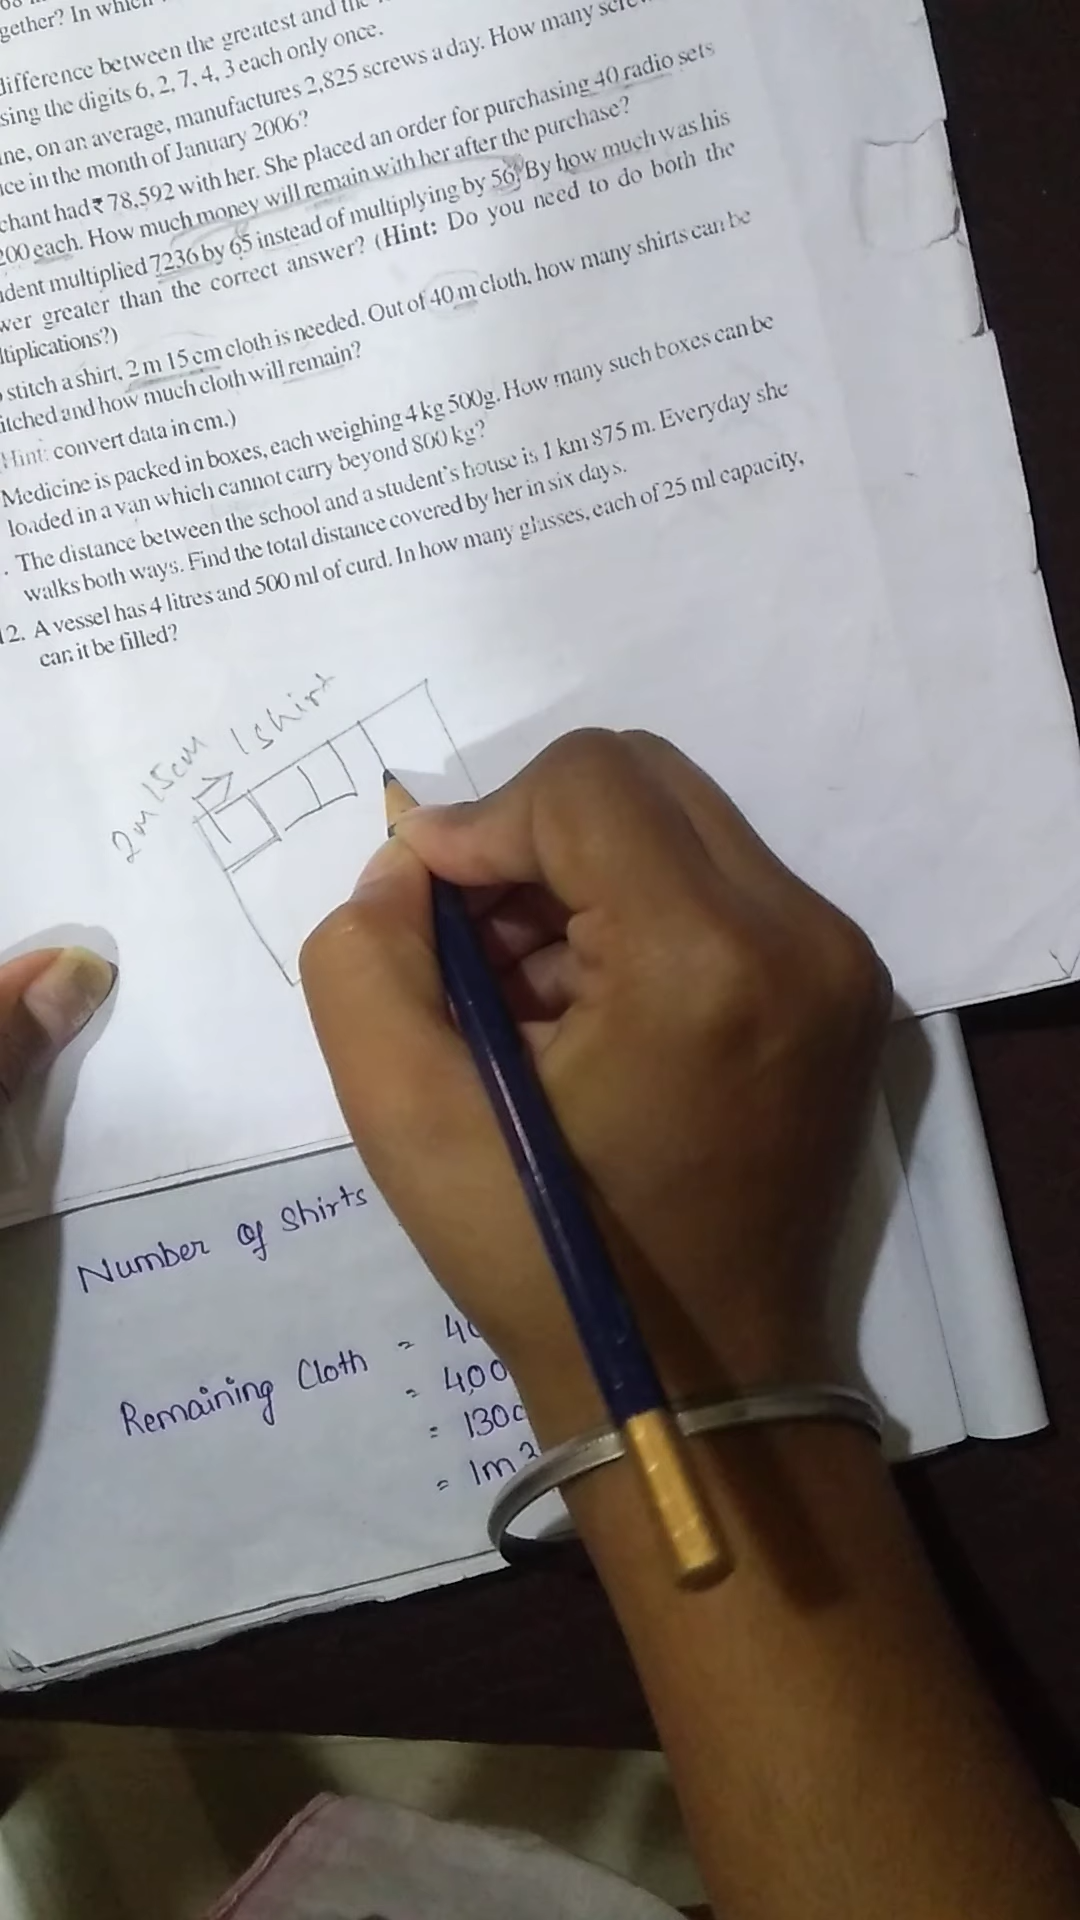 gether? In which
difference between the greatest and the
sing the digits 6, 2, 7, 4, 3 each only once.
ine, on an average, manufactures 2,825 screws a day. How many
ice in the month of January 2006?
chant had ₹ 78,592 with her. She placed an order for purchasing 40 radio sets
200 each. How much money will remain with her after the purchase?
dent multiplied 7236 by 65 instead of multiplying by 56. By how much was his
wer greater than the correct answer? (Hint: Do you need to do both the
ltiplications?)
stitch a shirt, 2 m 15 cm cloth is needed. Out of 40 m cloth, how many shirts can be
itched and how much cloth will remain?
Hint: convert data in cm.)
Medicine is packed in boxes, each weighing 4 kg 500g. How many such boxes can be
loaded in a van which cannot carry beyond 800 kg?
. The distance between the school and a student's house is 1 km 875 m. Everyday she
walks both ways. Find the total distance covered by her in six days.
12. A vessel has 4 litres and 500 ml of curd. In how many glasses, each of 25 ml capacity,
can it be filled?
2m 15cm
1 shirt
Number of Shirts
= 40
Remaining Cloth = 4,00
= 130c
= 1m 3